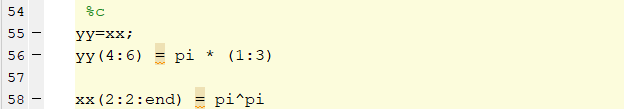 54 %c
55 – yy=xx;
56 – yy(4:6) = pi * (1:3)
57
58 – xx(2:2:end) = pi^pi